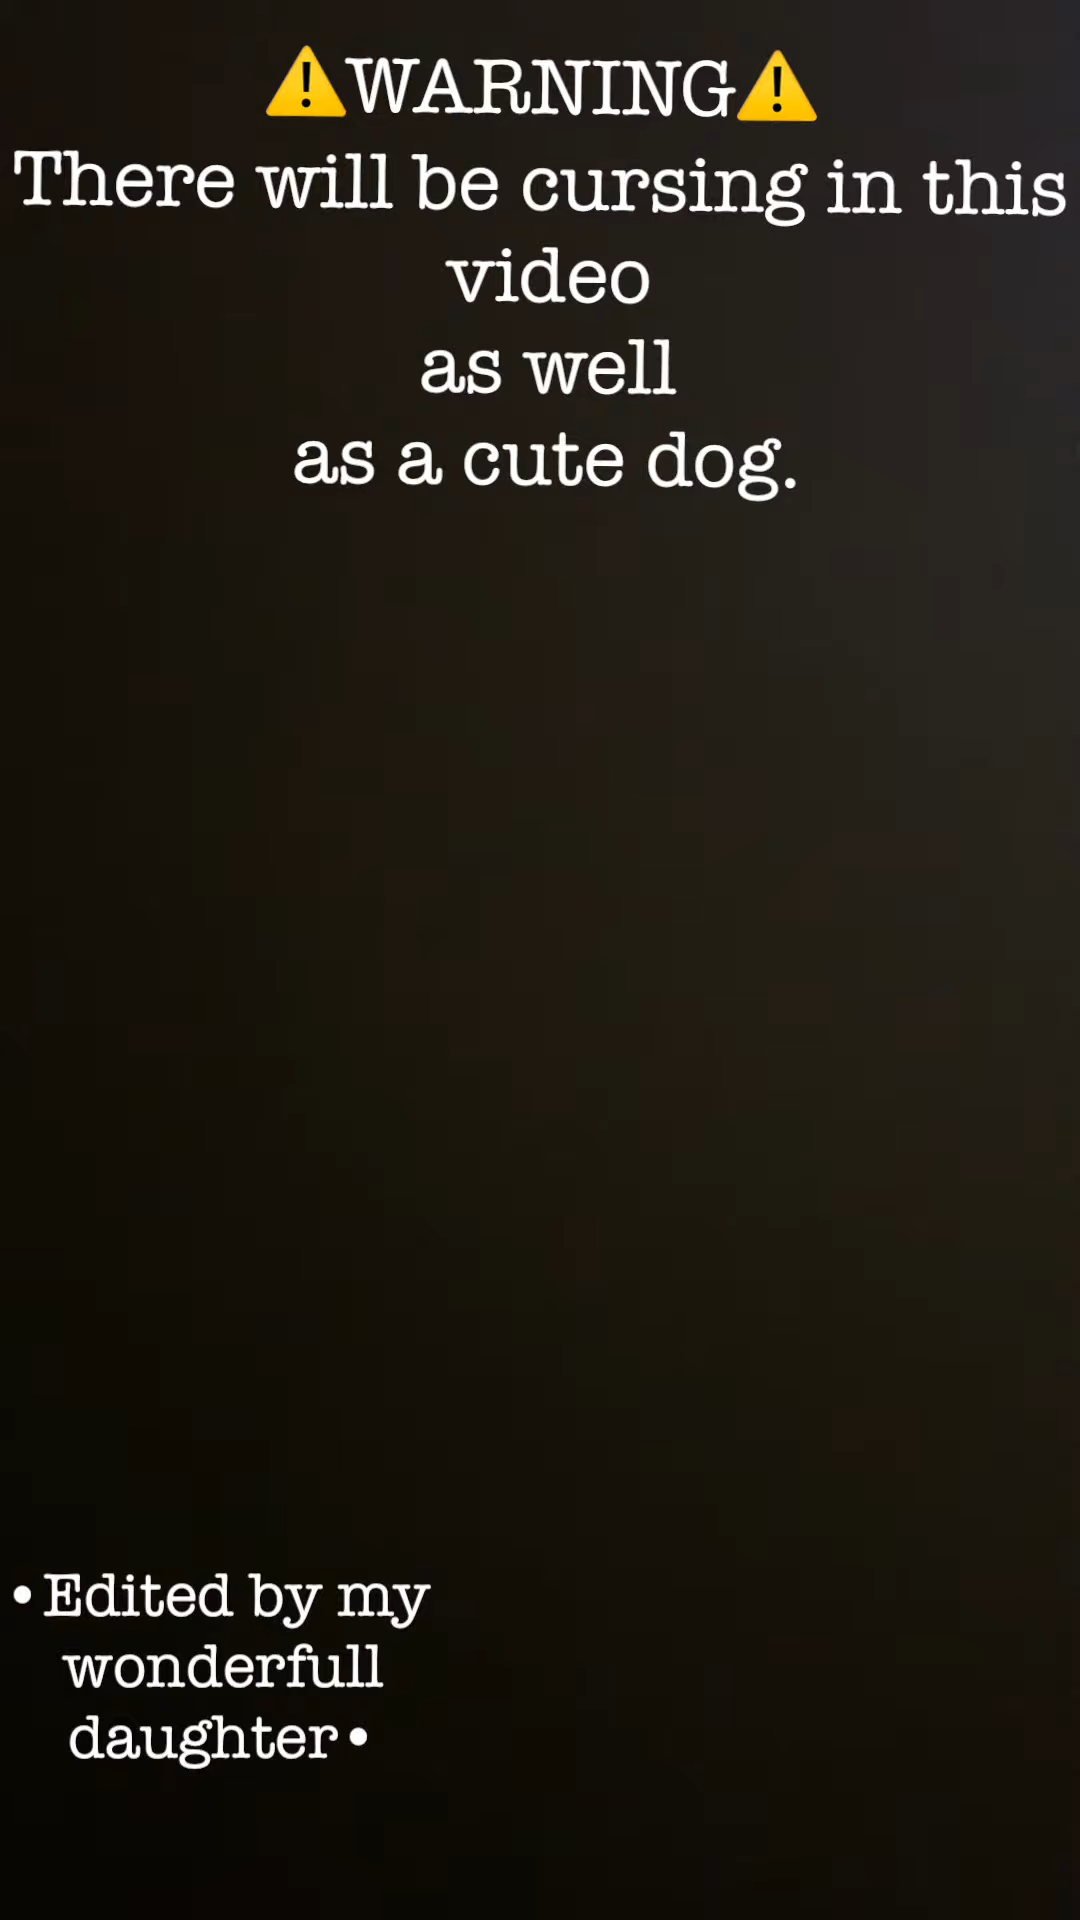 ⚠️WARNING⚠️
There will be cursing in this
video
as well
as a cute dog.
•Edited by my
wonderfull
daughter•